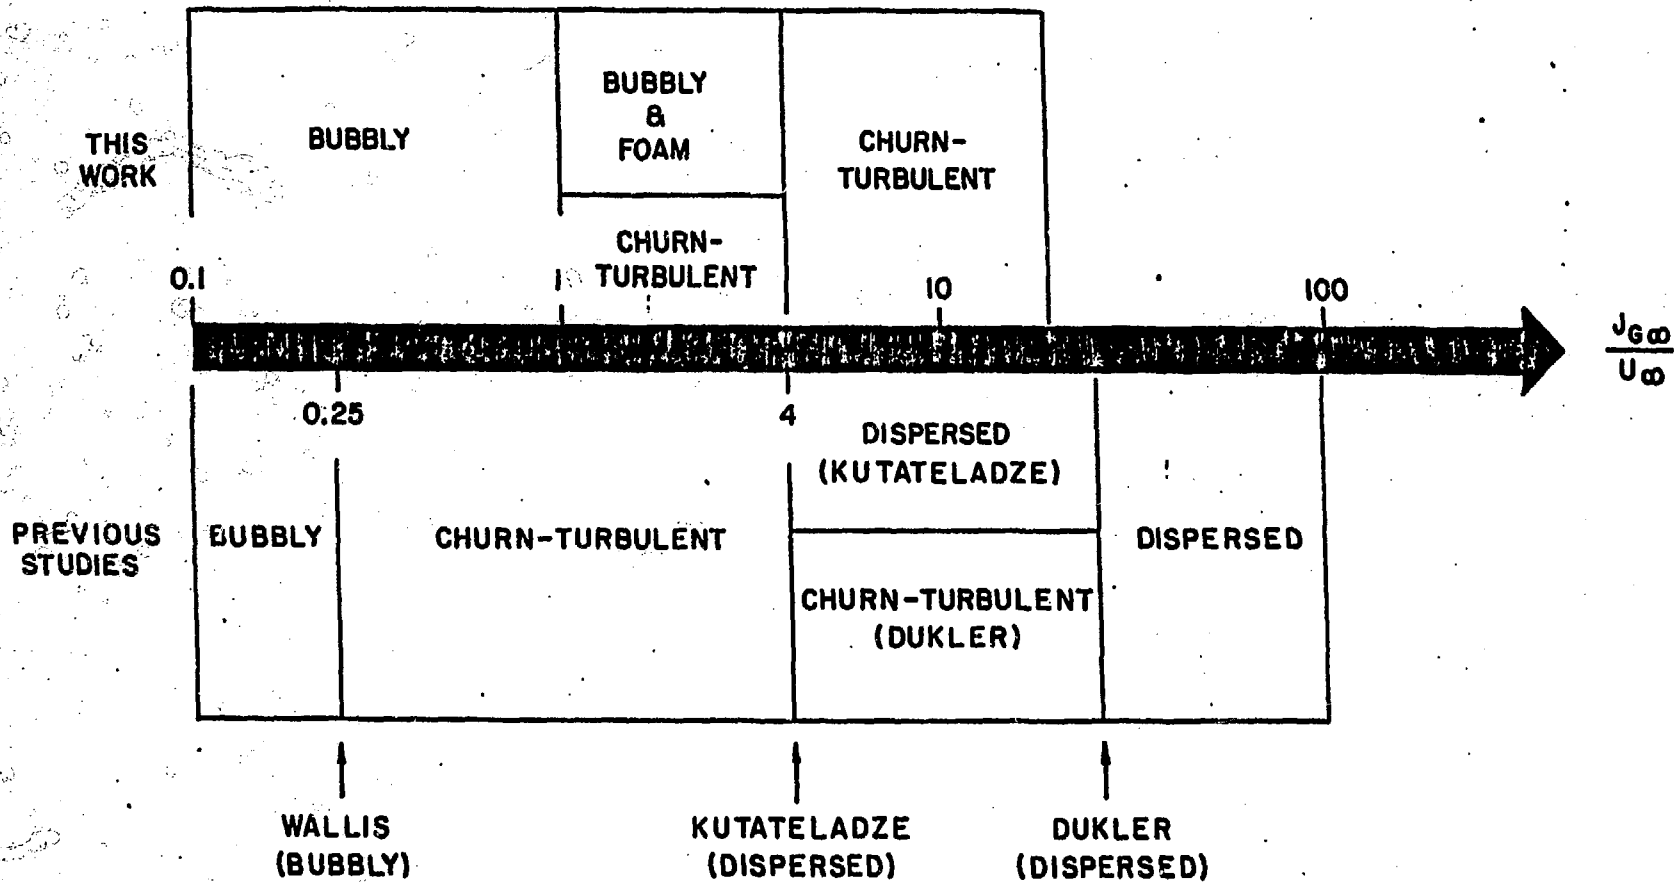 THIS
WORK
BUBBLY
BUBBLY
&
FOAM
CHURN-
TURBULENT
CHURN-
TURBULENT
0.1
1
10
100
J G∞
U ∞
0.25
4
PREVIOUS
STUDIES
BUBBLY
CHURN-TURBULENT
DISPERSED
(KUTATELADZE)
CHURN-TURBULENT
(DUKLER)
DISPERSED
WALLIS
(BUBBLY)
KUTATELADZE
(DISPERSED)
DUKLER
(DISPERSED)